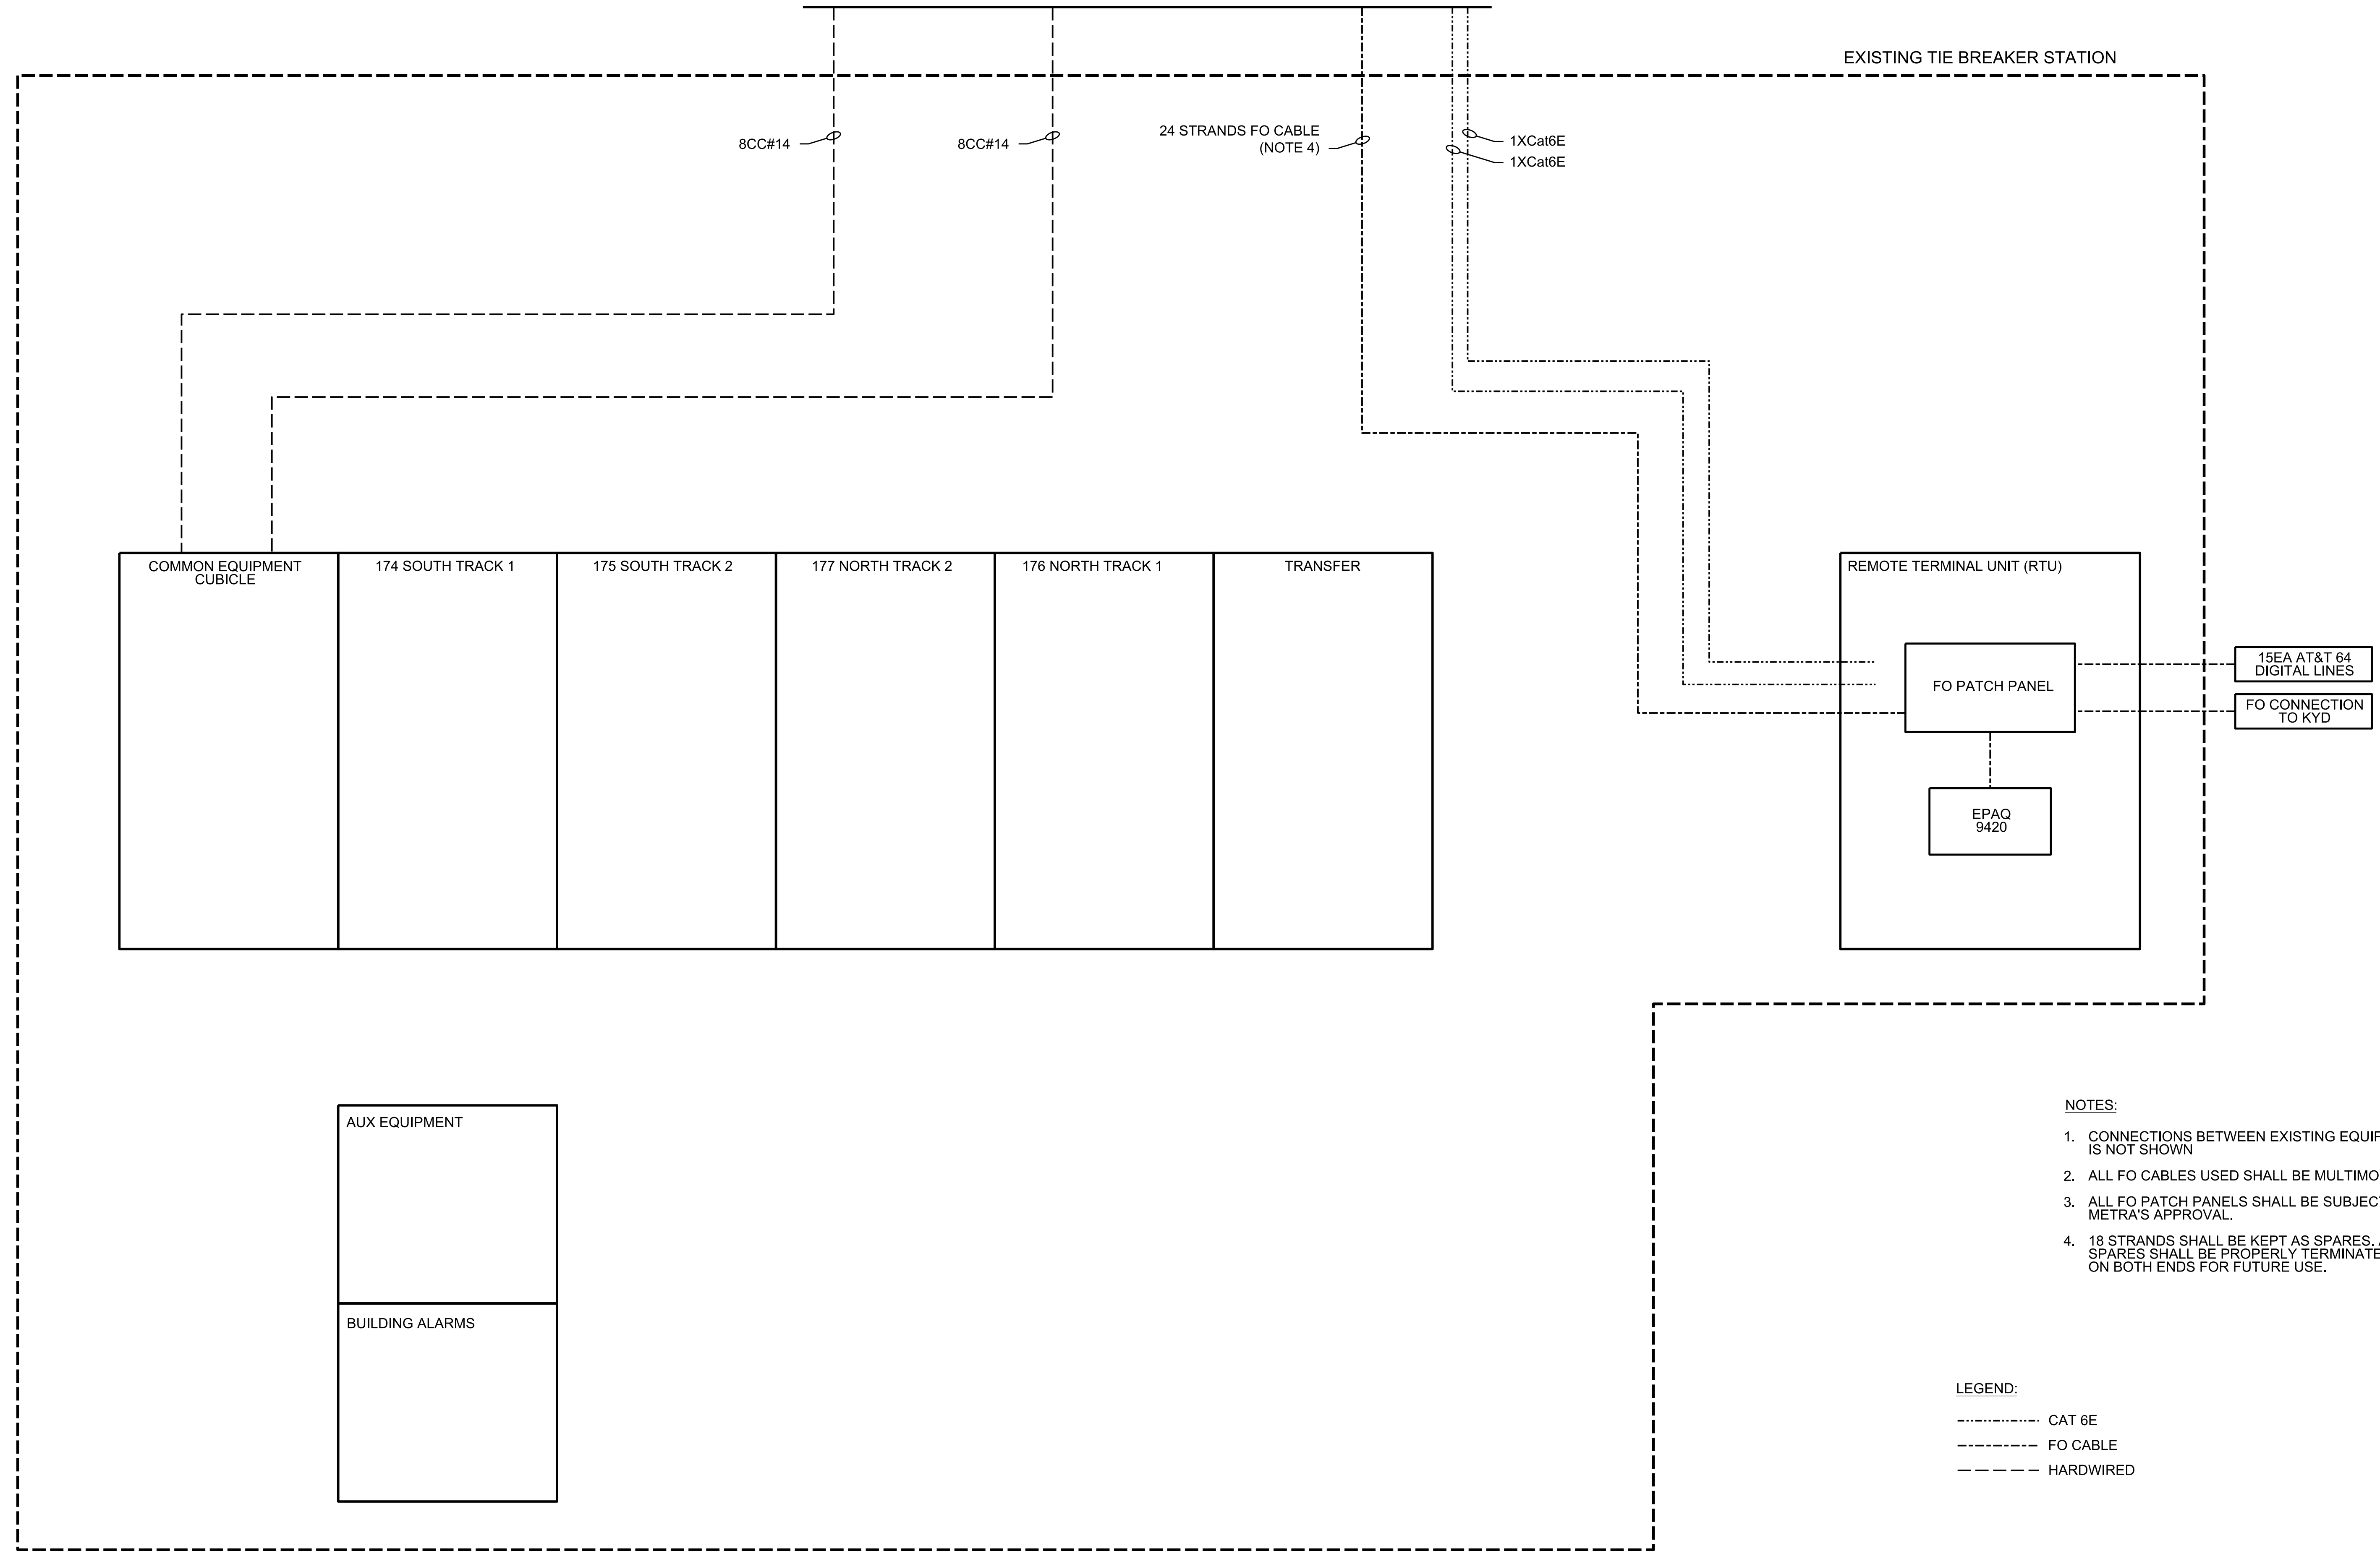 EXISTING TIE BREAKER STATION
8CC#14
8CC#14
24 STRANDS FO CABLE
(NOTE 4)
1XCat6E
1XCat6E
COMMON EQUIPMENT
CUBICLE
174 SOUTH TRACK 1
175 SOUTH TRACK 2
177 NORTH TRACK 2
176 NORTH TRACK 1
TRANSFER
REMOTE TERMINAL UNIT (RTU)
FO PATCH PANEL
EPAQ
9420
15EA AT&T 64
DIGITAL LINES
FO CONNECTION
TO KYD
AUX EQUIPMENT
BUILDING ALARMS
NOTES:
1. CONNECTIONS BETWEEN EXISTING
IS NOT SHOWN
2. ALL FO CABLES USED SHALL BE
3. ALL FO PATCH PANELS SHALL BE
METRA'S APPROVAL.
4. 18 STRANDS SHALL BE KEPT AS SPARES.
SPARES SHALL BE PROPERLY
ON BOTH ENDS FOR FUTURE USE.
LEGEND:
CAT 6E
FO CABLE
HARDWIRED